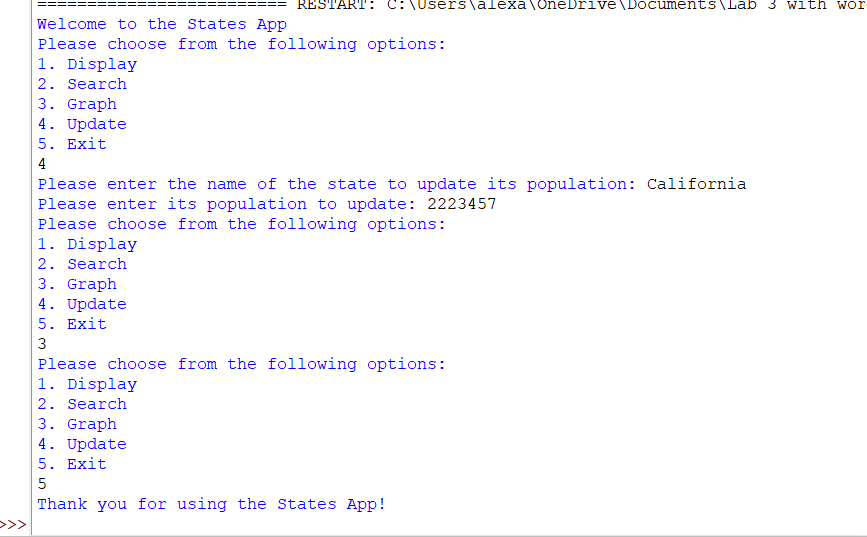 ========================= RESTART: C:\Users\alexa\OneDrive\Documents\Lab 3 with wor
Welcome to the States App
Please choose from the following options:
1. Display
2. Search
3. Graph
4. Update
5. Exit
4
Please enter the name of the state to update its population: California
Please enter its population to update: 2223457
Please choose from the following options:
1. Display
2. Search
3. Graph
4. Update
5. Exit
3
Please choose from the following options:
1. Display
2. Search
3. Graph
4. Update
5. Exit
5
Thank you for using the States App!
>>>